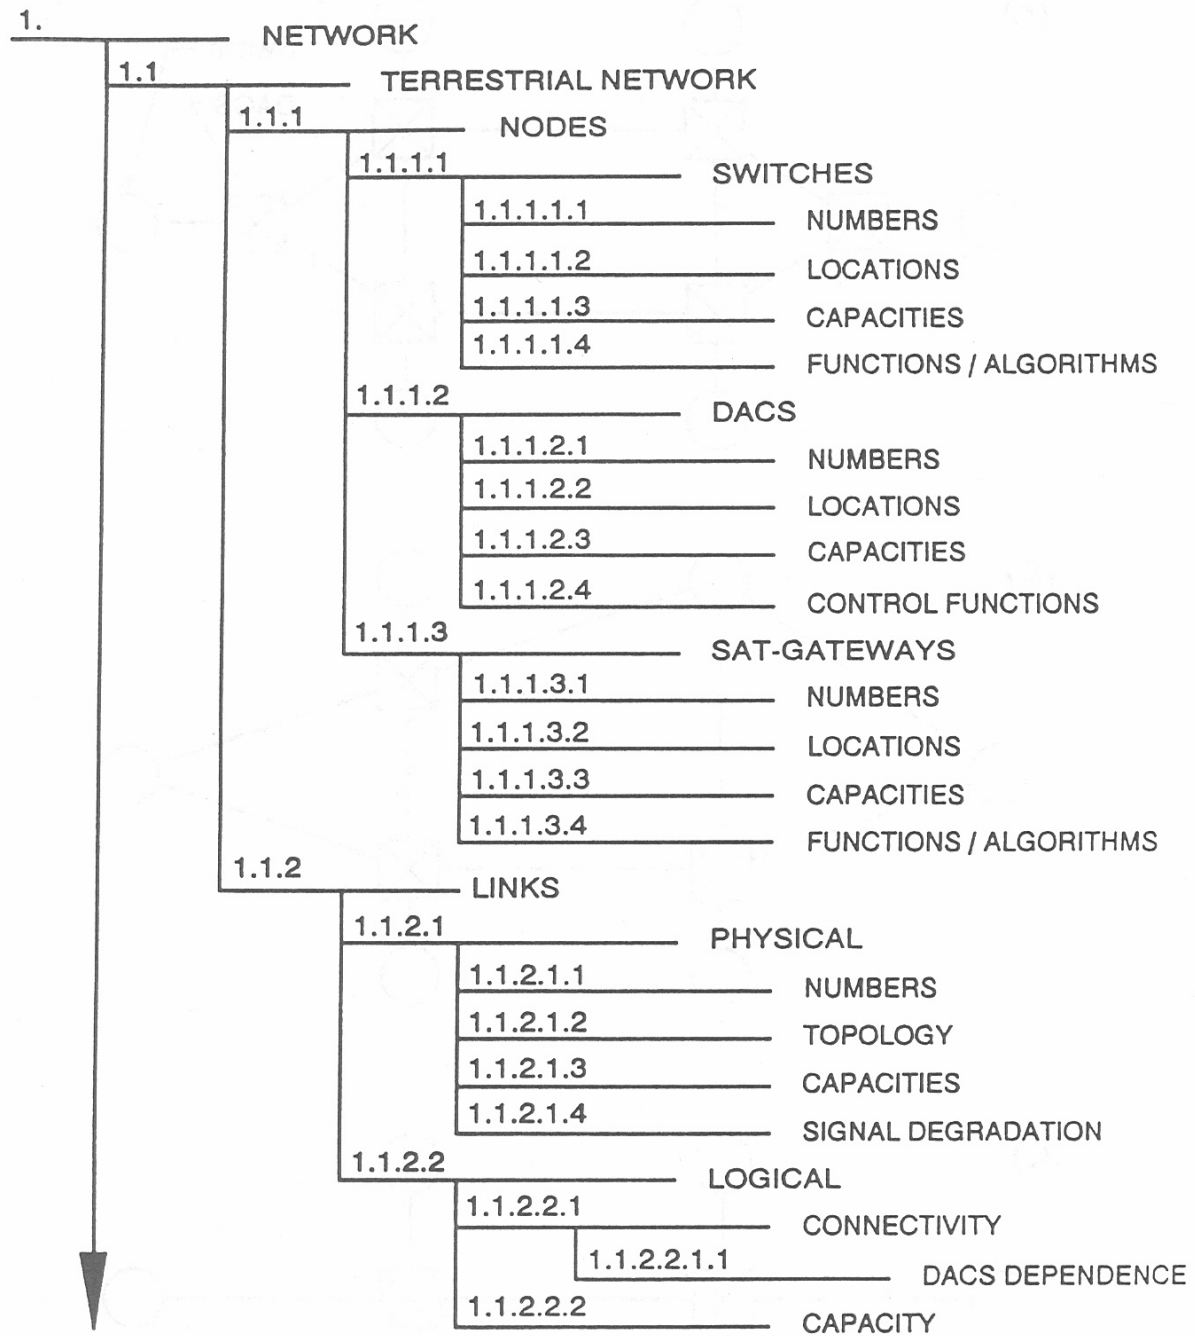 1. NETWORK
1.1 TERRESTRIAL NETWORK
1.1.1 NODES
1.1.1.1 SWITCHES
1.1.1.1.1 NUMBERS
1.1.1.1.2 LOCATIONS
1.1.1.1.3 CAPACITIES
1.1.1.1.4 FUNCTIONS / ALGORITHMS
1.1.1.2 DACS
1.1.1.2.1 NUMBERS
1.1.1.2.2 LOCATIONS
1.1.1.2.3 CAPACITIES
1.1.1.2.4 CONTROL FUNCTIONS
1.1.1.3 SAT-GATEWAYS
1.1.1.3.1 NUMBERS
1.1.1.3.2 LOCATIONS
1.1.1.3.3 CAPACITIES
1.1.1.3.4 FUNCTIONS / ALGORITHMS
1.1.2 LINKS
1.1.2.1 PHYSICAL
1.1.2.1.1 NUMBERS
1.1.2.1.2 TOPOLOGY
1.1.2.1.3 CAPACITIES
1.1.2.1.4 SIGNAL DEGRADATION
1.1.2.2 LOGICAL
1.1.2.2.1 CONNECTIVITY
1.1.2.2.1.1 DACS DEPENDENCE
1.1.2.2.2 CAPACITY